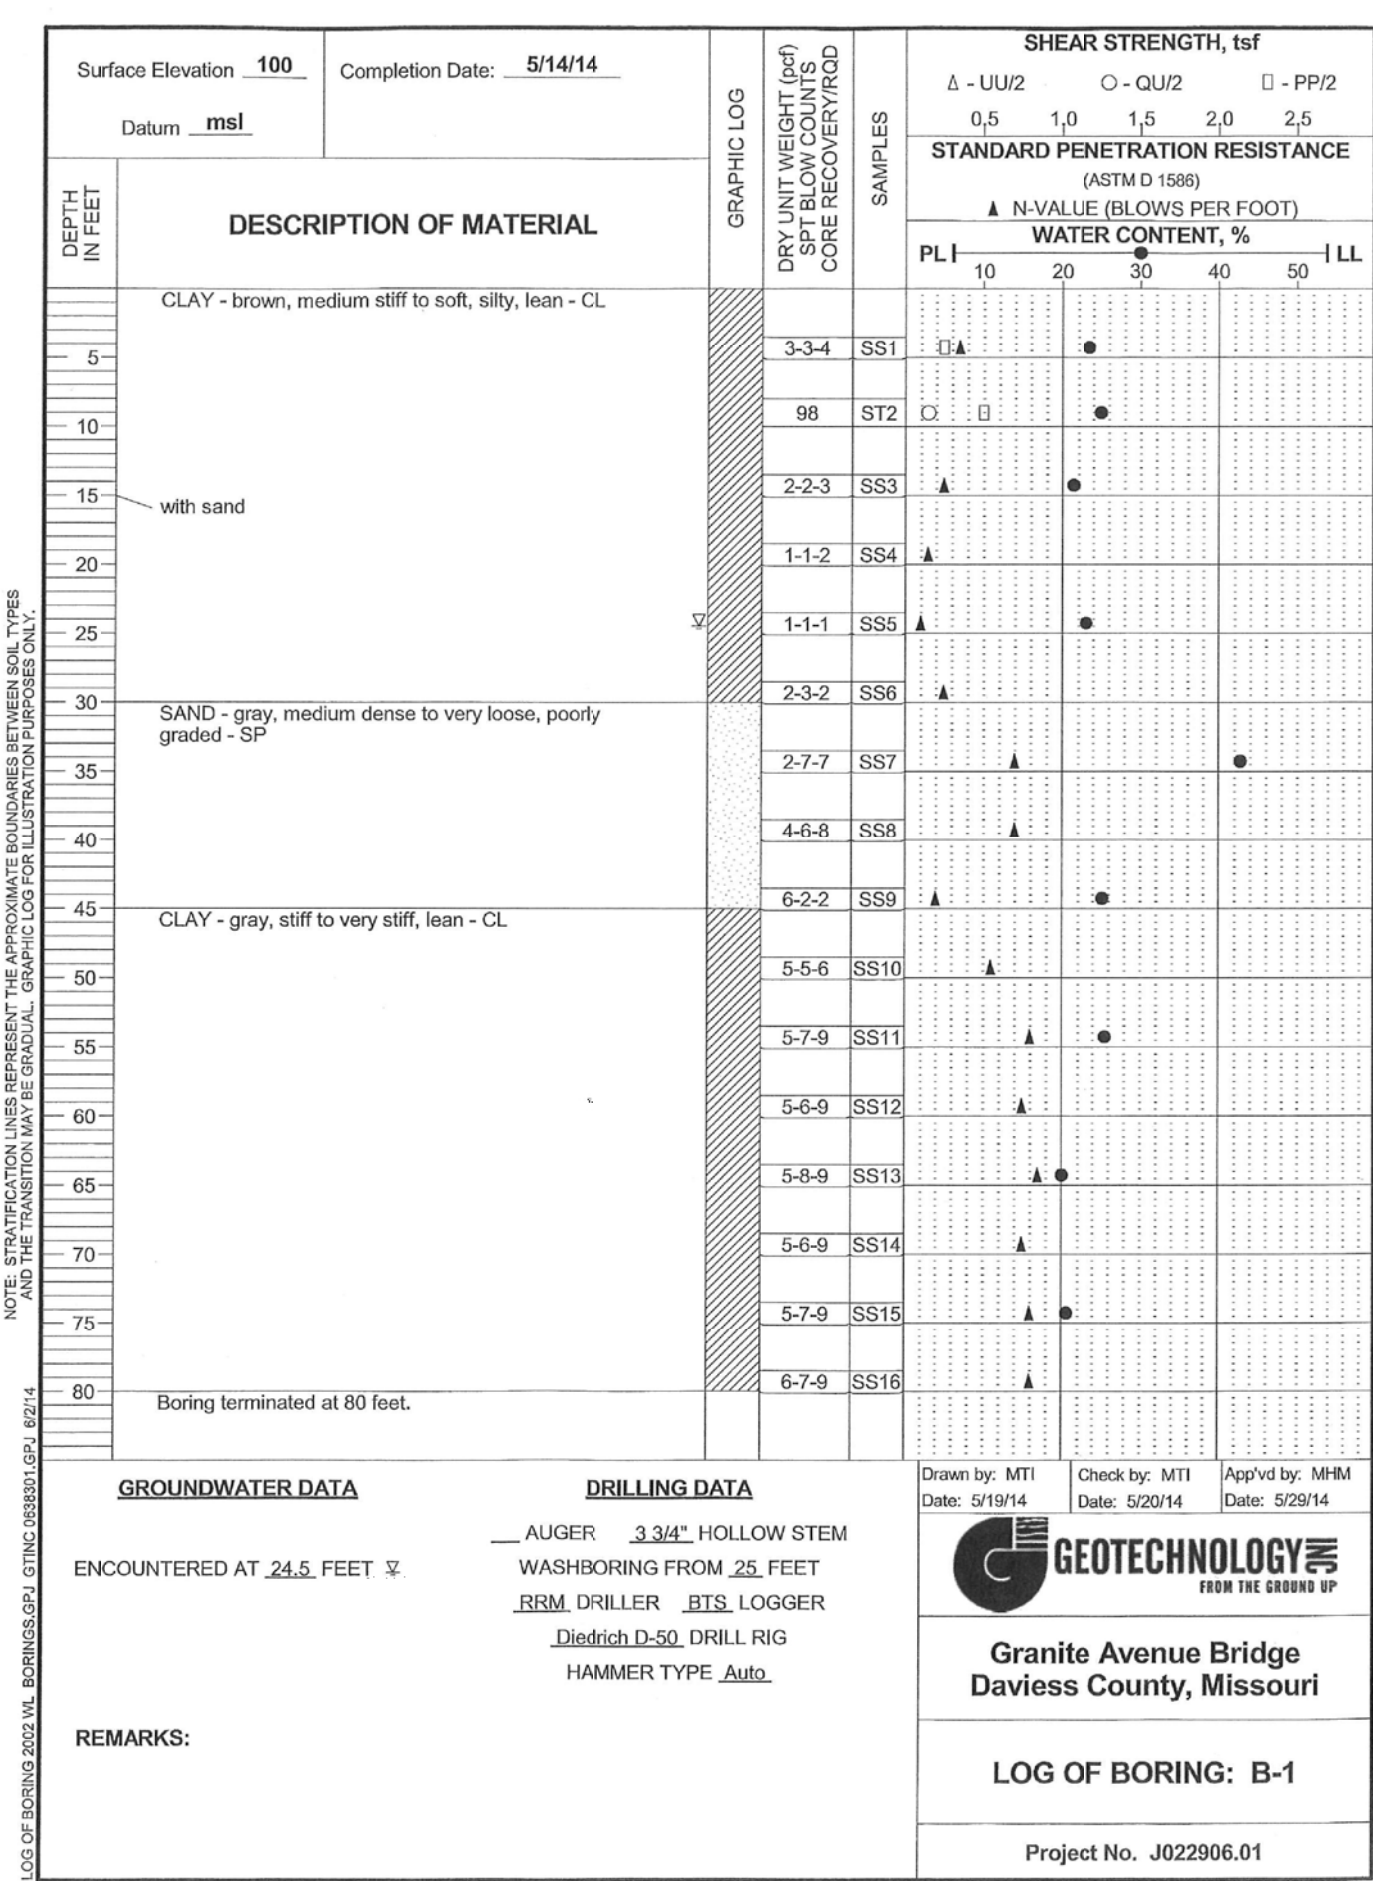 Surface Elevation 100
Completion Date: 5/14/14
Datum msl
DEPTH
IN FEET
DESCRIPTION OF MATERIAL
GRAPHIC LOG
DRY UNIT WEIGHT (pcf)
SPT BLOW COUNTS
CORE RECOVERY/RQD
SAMPLES
SHEAR STRENGTH, tsf
Δ - UU/2 ○ - QU/2 □ - PP/2
0,5 1,0 1,5 2,0 2,5
STANDARD PENETRATION RESISTANCE
(ASTM D 1586)
▲ N-VALUE (BLOWS PER FOOT)
WATER CONTENT, %
PL LL
10 20 30 40 50
CLAY - brown, medium stiff to soft, silty, lean - CL
5 3-3-4 SS1
98 ST2
10
2-2-3 SS3
15
with sand
1-1-2 SS4
20
1-1-1 SS5
25
2-3-2 SS6
30
SAND - gray, medium dense to very loose, poorly
graded - SP
2-7-7 SS7
35
4-6-8 SS8
40
6-2-2 SS9
45
CLAY - gray, stiff to very stiff, lean - CL
5-5-6 SS10
50
5-7-9 SS11
55
5-6-9 SS12
60
5-8-9 SS13
65
5-6-9 SS14
70
5-7-9 SS15
75
6-7-9 SS16
80
Boring terminated at 80 feet.
NOTE: STRATIFICATION LINES REPRESENT THE APPROXIMATE BOUNDARIES BETWEEN SOIL TYPES
AND THE TRANSITION MAY BE GRADUAL. GRAPHIC LOG FOR ILLUSTRATION PURPOSES ONLY.
LOG OF BORING 2002 WL BORINGS.GPJ GTINC 0638301.GPJ 6/2/14
GROUNDWATER DATA
ENCOUNTERED AT 24.5 FEET
DRILLING DATA
AUGER 3 3/4" HOLLOW STEM
WASHBORING FROM 25 FEET
RRM DRILLER BTS LOGGER
Diedrich D-50 DRILL RIG
HAMMER TYPE Auto
REMARKS:
Drawn by: MTI Check by: MTI App'vd by: MHM
Date: 5/19/14 Date: 5/20/14 Date: 5/29/14
GEOTECHNOLOGY INC
FROM THE GROUND UP
Granite Avenue Bridge
Daviess County, Missouri
LOG OF BORING: B-1
Project No. J022906.01